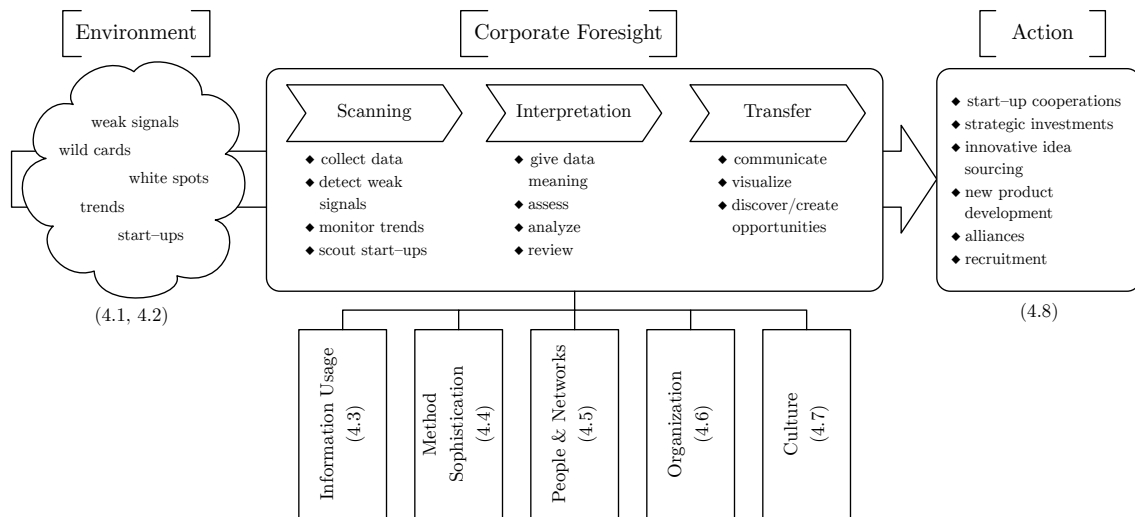 Environment
Corporate Foresight
Action
weak signals
wild cards
white spots
trends
start–ups
(4.1, 4.2)
Scanning
◆ collect data
◆ detect weak
signals
◆ monitor trends
◆ scout start–ups
Interpretation
◆ give data
meaning
◆ assess
◆ analyze
◆ review
Transfer
◆ communicate
◆ visualize
◆ discover/create
opportunities
◆ start–up cooperations
◆ strategic investments
◆ innovative idea
sourcing
◆ new product
development
◆ alliances
◆ recruitment
(4.8)
Information Usage
(4.3)
Method
Sophistication
(4.4)
People & Networks
(4.5)
Organization
(4.6)
Culture
(4.7)